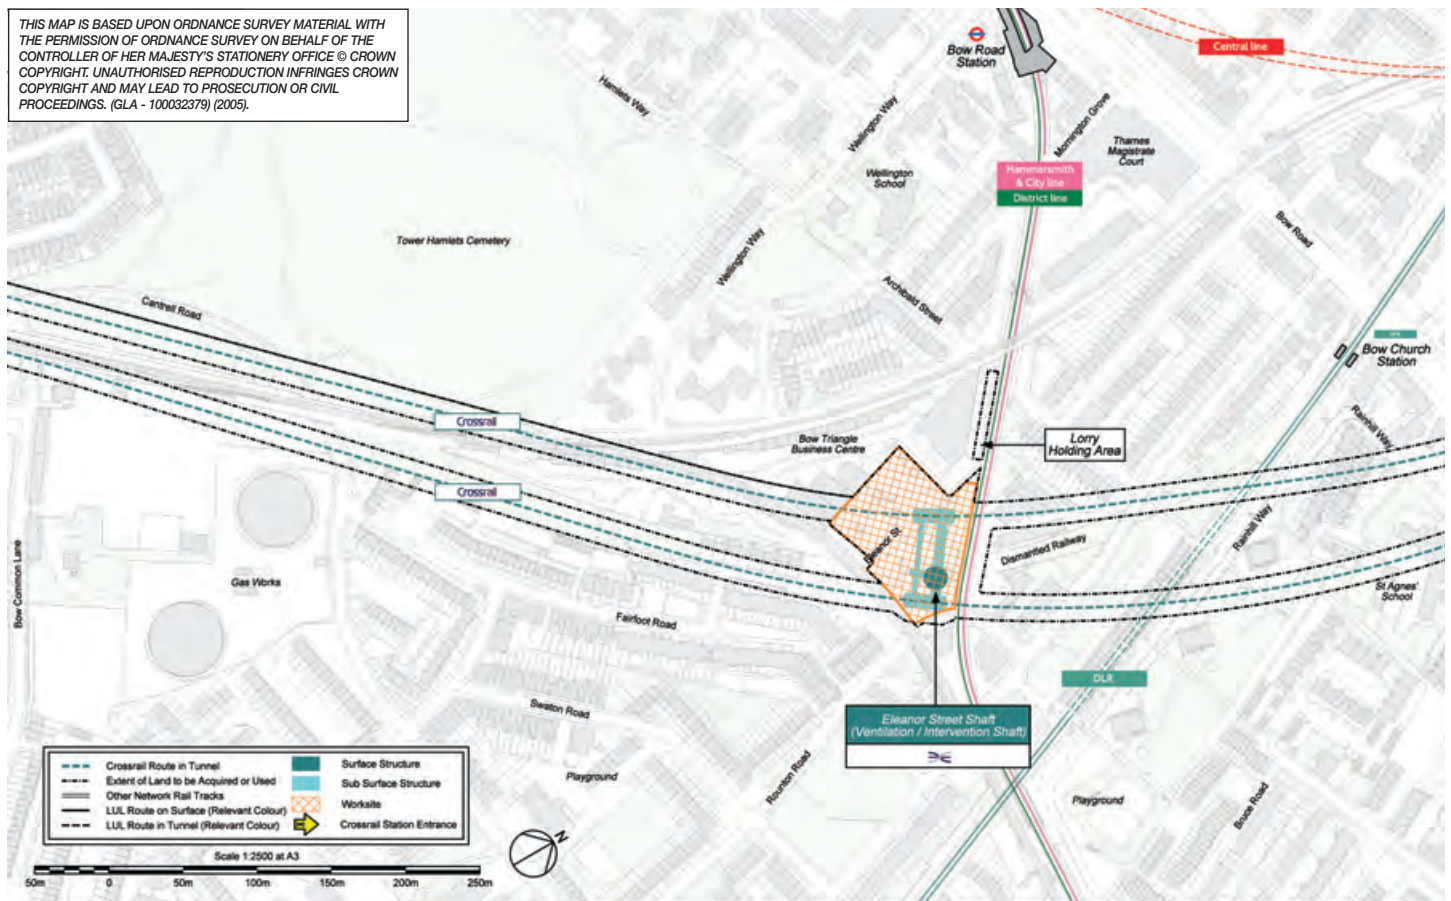 THIS MAP IS BASED UPON ORDNANCE SURVEY MATERIAL WITH
THE PERMISSION OF ORDNANCE SURVEY ON BEHALF OF THE
CONTROLLER OF HER MAJESTY'S STATIONERY OFFICE © CROWN
COPYRIGHT. UNAUTHORISED REPRODUCTION INFRINGES CROWN
COPYRIGHT AND MAY LEAD TO PROSECUTION OR CIVIL
PROCEEDINGS. (GLA - 100032379) (2005).
Bow Road
Station
Central line
Hamlets Way
Wellington Way
Mornington Grove
Thames
Magistrate
Court
Wellington
School
Hammersmith
& City line
District line
Bow Road
Tower Hamlets Cemetery
Wellington Way
Archibald Street
Cantrell Road
Bow Church
Station
Crossrail
Bow Triangle
Business Centre
Lorry
Holding Area
Rainhill Way
Crossrail
Eleanor St
Dismantled Railway
Rainhill Way
Bow Common Lane
Gas Works
St Agnes'
School
Fairfoot Road
DLR
Swaton Road
Eleanor Street Shaft
(Ventilation / Intervention Shaft)
Playground
Rounton Road
Playground
Bruce Road
Crossrail Route in Tunnel
Extent of Land to be Acquired or Used
Other Network Rail Tracks
LUL Route on Surface (Relevant Colour)
LUL Route in Tunnel (Relevant Colour)
Surface Structure
Sub Surface Structure
Worksite
Crossrail Station Entrance
N
Scale 1:2500 at A3
50m 0 50m 100m 150m 200m 250m